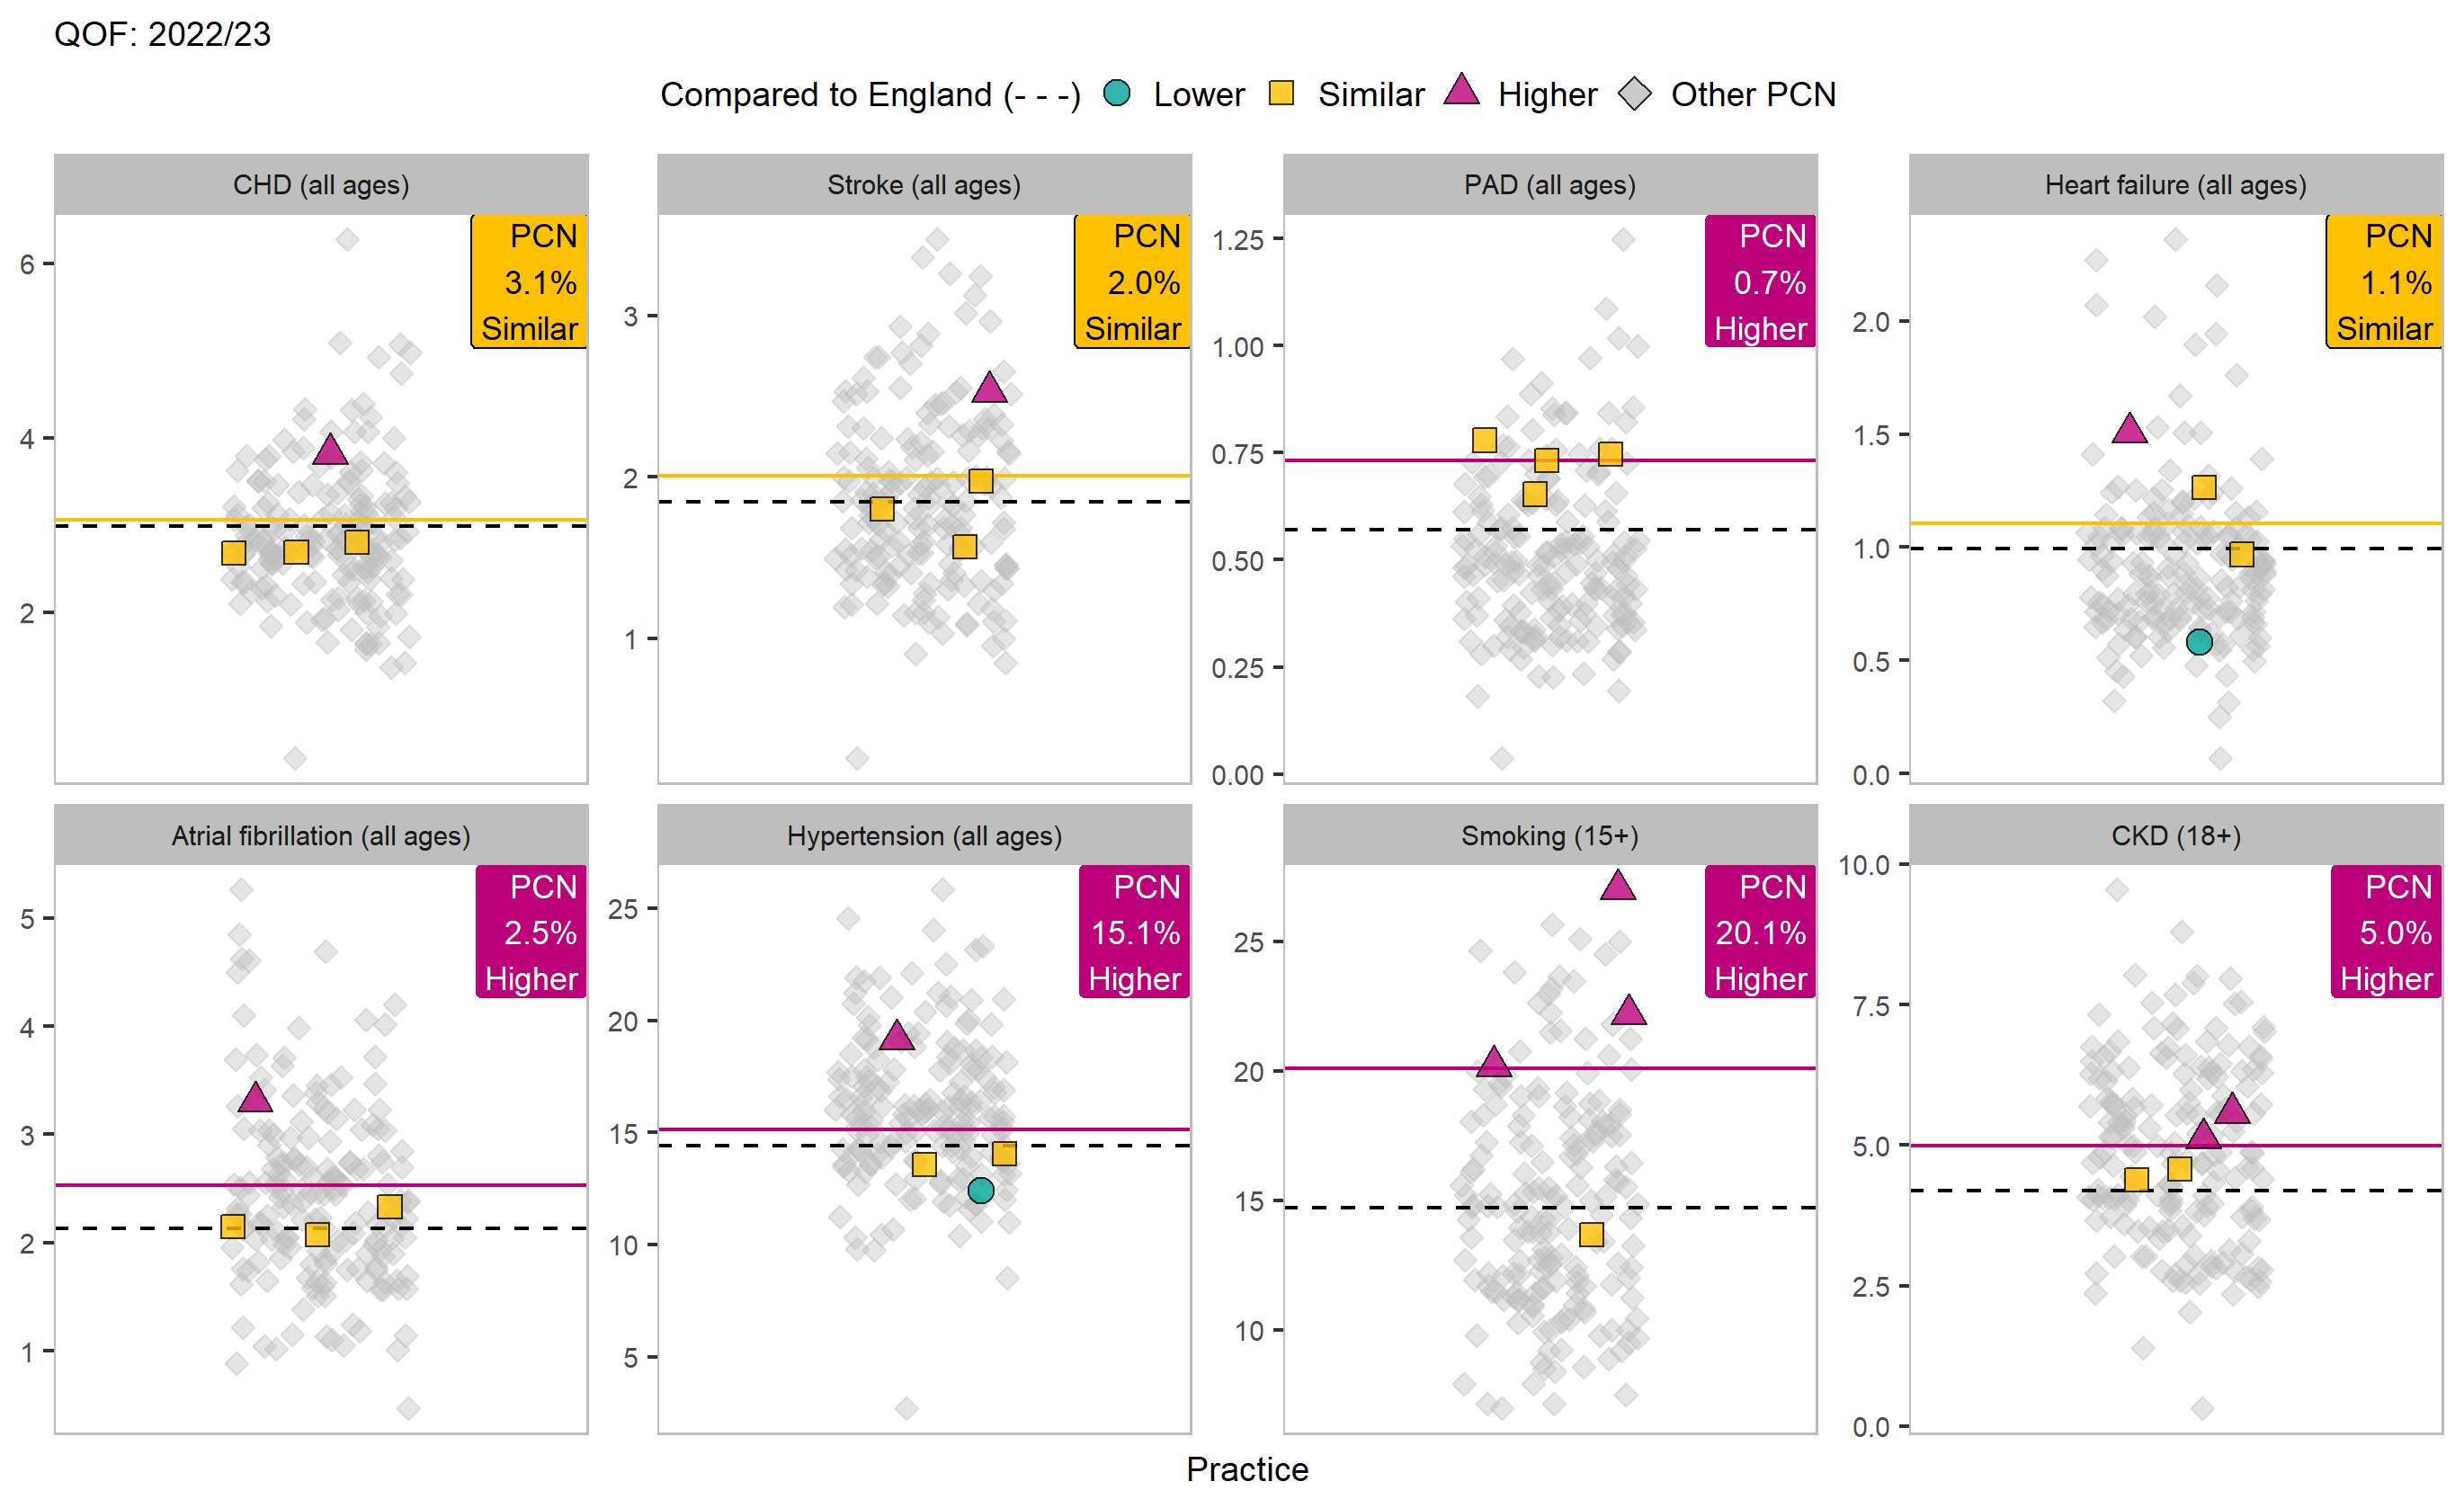 QOF: 2022/23
Compared to England (- - -) Lower Similar Higher Other PCN
CHD (all ages)
PCN
3.1%
Similar
6
4
2
Stroke (all ages)
PCN
2.0%
Similar
3
2
1
PAD (all ages)
PCN
0.7%
Higher
1.25
1.00
0.75
0.50
0.25
0.00
Heart failure (all ages)
PCN
1.1%
Similar
2.0
1.5
1.0
0.5
0.0
Atrial fibrillation (all ages)
PCN
2.5%
Higher
5
4
3
2
1
Hypertension (all ages)
PCN
15.1%
Higher
25
20
15
10
5
Smoking (15+)
PCN
20.1%
Higher
25
20
15
10
CKD (18+)
PCN
5.0%
Higher
10.0
7.5
5.0
2.5
0.0
Practice